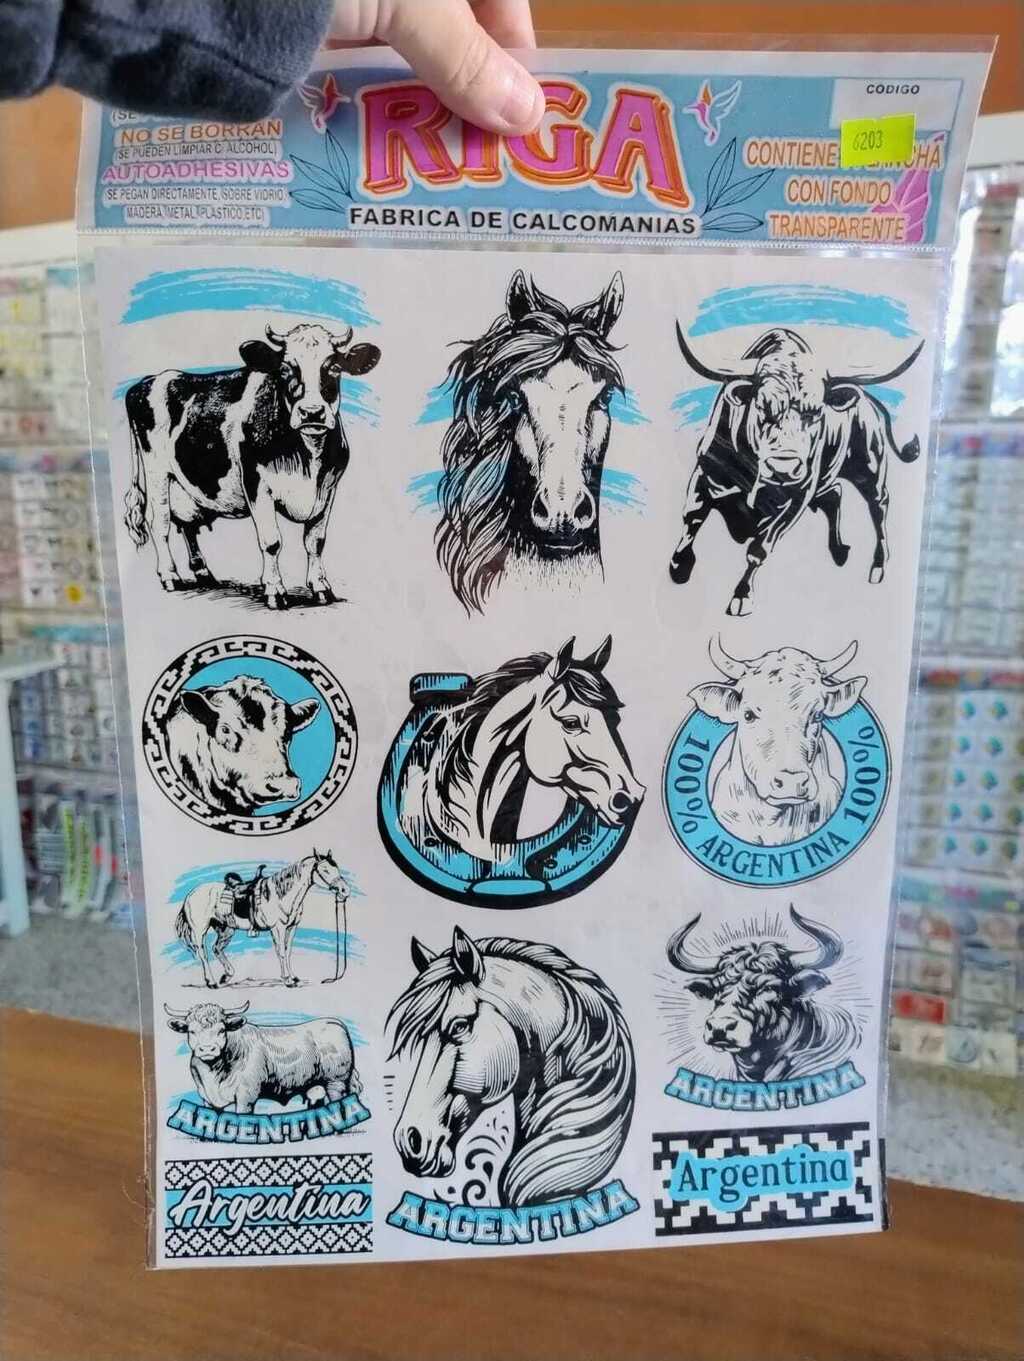 NO SE BORRAN
(SE PUEDEN LIMPIAR C/ ALCOHOL)
AUTOADHESIVAS
SE PEGAN DIRECTAMENTE, SOBRE VIDRIO,
MADERA, METAL, PLASTICO, ETC)
RIGA
FABRICA DE CALCOMANIAS
CODIGO
6203
CONTIENE
CON FONDO
TRANSPARENTE
100% ARGENTINA 100%
ARGENTINA
ARGENTINA
ARGENTINA
Argentina
Argentina